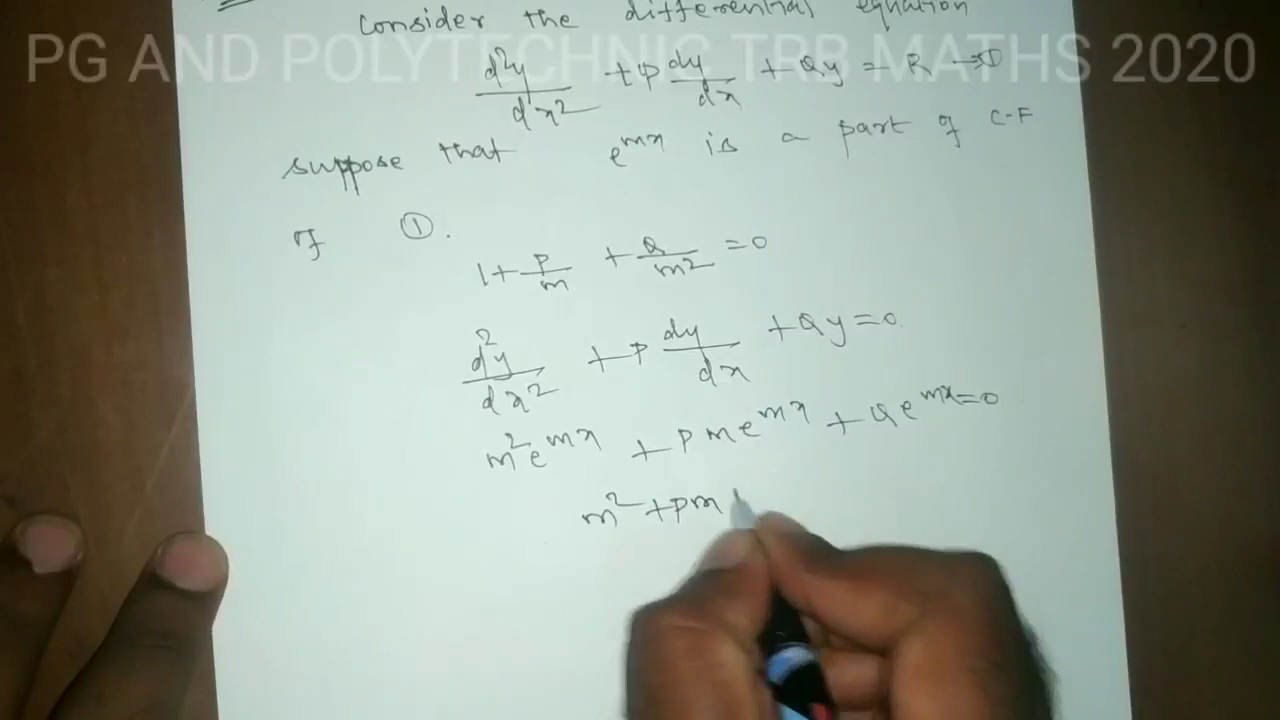 Consider the differential equation
PG AND POLYTECHNIC TRB MATHS 2020
d²y/dx² + P dy/dx + Qy = R → ①
suppose that e^{mx} is a part of C-F
of ①.
1 + P/m + Q/m² = 0
d²y/dx² + P dy/dx + Qy = 0.
m²e^{mx} + Pme^{mx} + Qe^{mx} = 0
m² + Pm